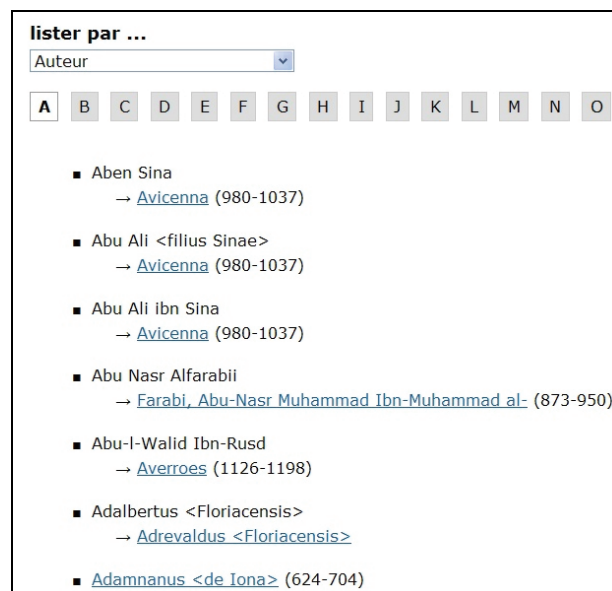 lister par ...
Auteur
A B C D E F G H I J K L M N O
▪ Aben Sina
→ Avicenna (980-1037)
▪ Abu Ali <filius Sinae>
→ Avicenna (980-1037)
▪ Abu Ali ibn Sina
→ Avicenna (980-1037)
▪ Abu Nasr Alfarabii
→ Farabi, Abu-Nasr Muhammad Ibn-Muhammad al- (873-950)
▪ Abu-l-Walid Ibn-Rusd
→ Averroes (1126-1198)
▪ Adalbertus <Floriacensis>
→ Adrevaldus <Floriacensis>
▪ Adamnanus <de Iona> (624-704)